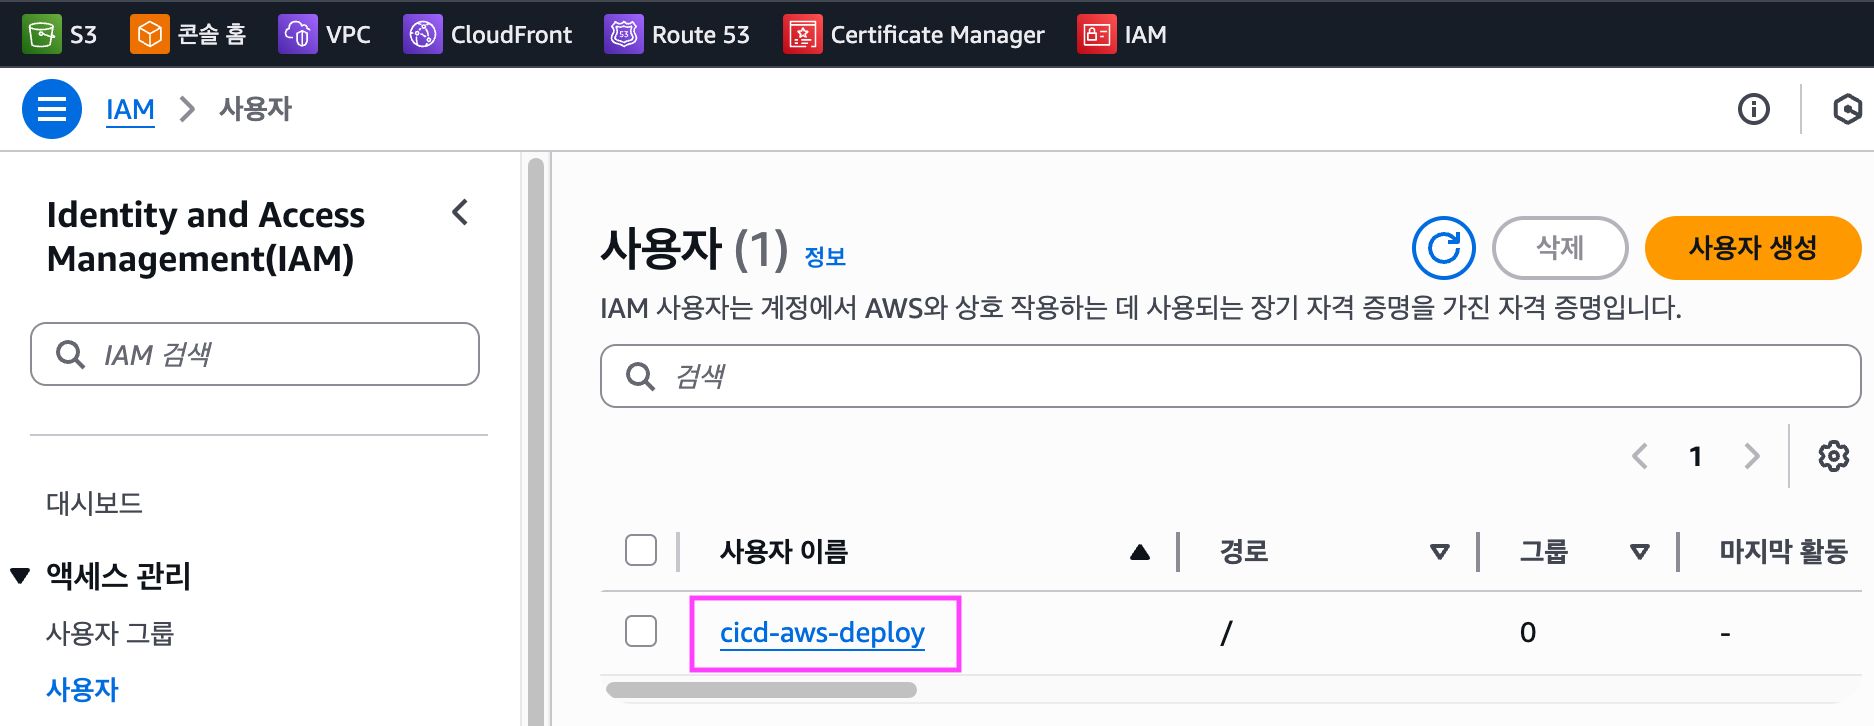 S3 콘솔 홈 VPC CloudFront Route 53 Certificate Manager IAM
IAM 사용자
Identity and Access
Management(IAM)
IAM 검색
대시보드
액세스 관리
사용자 그룹
사용자
사용자 (1) 정보
삭제
사용자 생성
IAM 사용자는 계정에서 AWS와 상호 작용하는 데 사용되는 장기 자격 증명을 가진 자격 증명입니다.
검색
1
사용자 이름 경로 그룹 마지막 활동
cicd-aws-deploy / 0 -